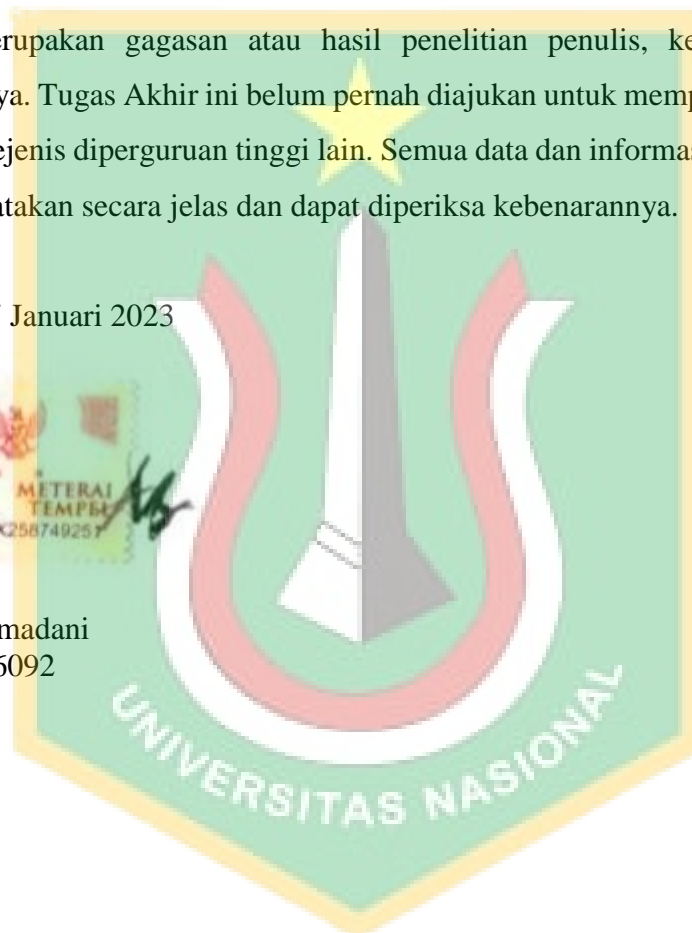 erupakan gagasan atau hasil penelitian penulis, ke
ya. Tugas Akhir ini belum pernah diajukan untuk memp
ejenis diperguruan tinggi lain. Semua data dan informas
atakan secara jelas dan dapat diperiksa kebenarannya.
Januari 2023
METERAI
TEMPEL
X258749257
madani
6092
UNIVERSITAS NASIONAL